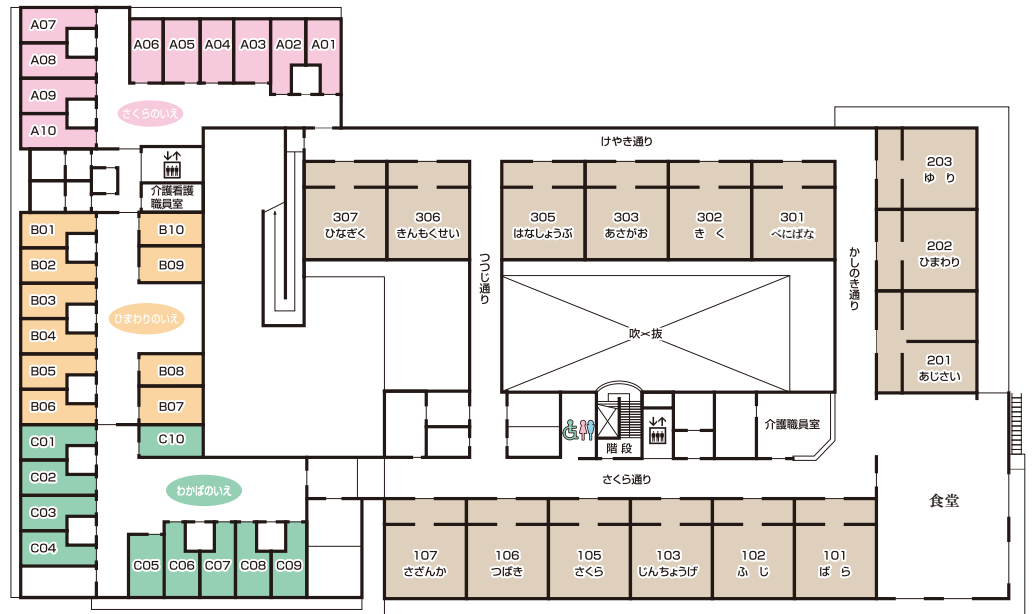 A07
A08
A09
A10
A06
A05
A04
A03
A02
A01
さくらのいえ
介護看護
職員室
B01
B02
B03
B04
B05
B06
B10
B09
B08
B07
ひまわりのいえ
C01
C02
C03
C04
C10
わかばのいえ
C05
C06
C07
C08
C09
けやき通り
307
ひなぎく
306
きんもくせい
つつじ通り
305
はなしょうぶ
303
あさがお
302
きく
301
べにばな
かしのき通り
203
ゆり
202
ひまわり
201
あじさい
吹抜
階段
介護職員室
さくら通り
食堂
107
さざんか
106
つばき
105
さくら
103
じんちょうげ
102
ふじ
101
ばら